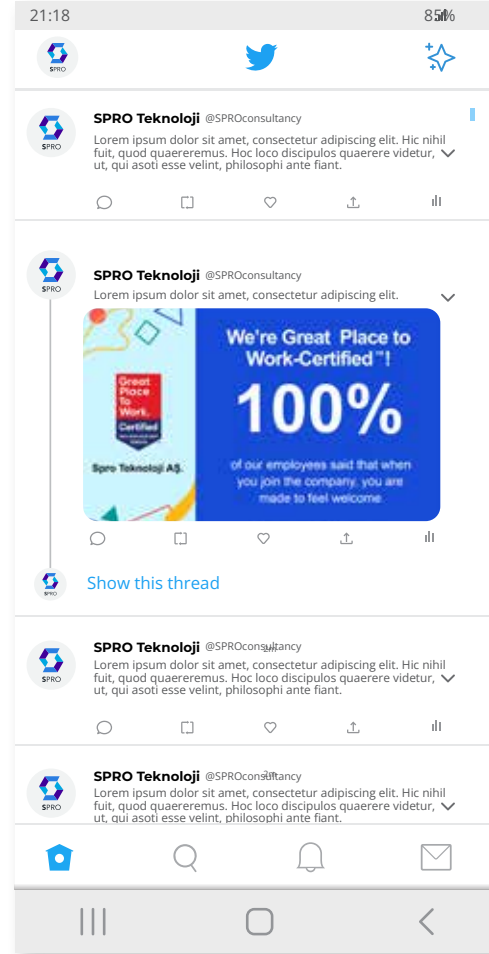 21:18
85%
SPRO
SPRO
SPRO Teknoloji @SPROconsultancy
Lorem ipsum dolor sit amet, consectetur adipiscing elit. Hic nihil
fuit, quod quaereremus. Hoc loco discipulos quaerere videtur,
ut, qui asoti esse velint, philosophi ante fiant.
SPRO
SPRO Teknoloji @SPROconsultancy
Lorem ipsum dolor sit amet, consectetur adipiscing elit.
We're Great Place to
Work-Certified™!
Great
Place
To
Work.
Certified
100%
Spro Teknoloji AŞ.
of our employees said that when
you join the company, you are
made to feel welcome
SPRO
Show this thread
SPRO
SPRO Teknoloji @SPROconsultancy
Lorem ipsum dolor sit amet, consectetur adipiscing elit. Hic nihil
fuit, quod quaereremus. Hoc loco discipulos quaerere videtur,
ut, qui asoti esse velint, philosophi ante fiant.
SPRO
SPRO Teknoloji @SPROconsultancy
Lorem ipsum dolor sit amet, consectetur adipiscing elit. Hic nihil
fuit, quod quaereremus. Hoc loco discipulos quaerere videtur,
ut, qui asoti esse velint, philosophi ante fiant.